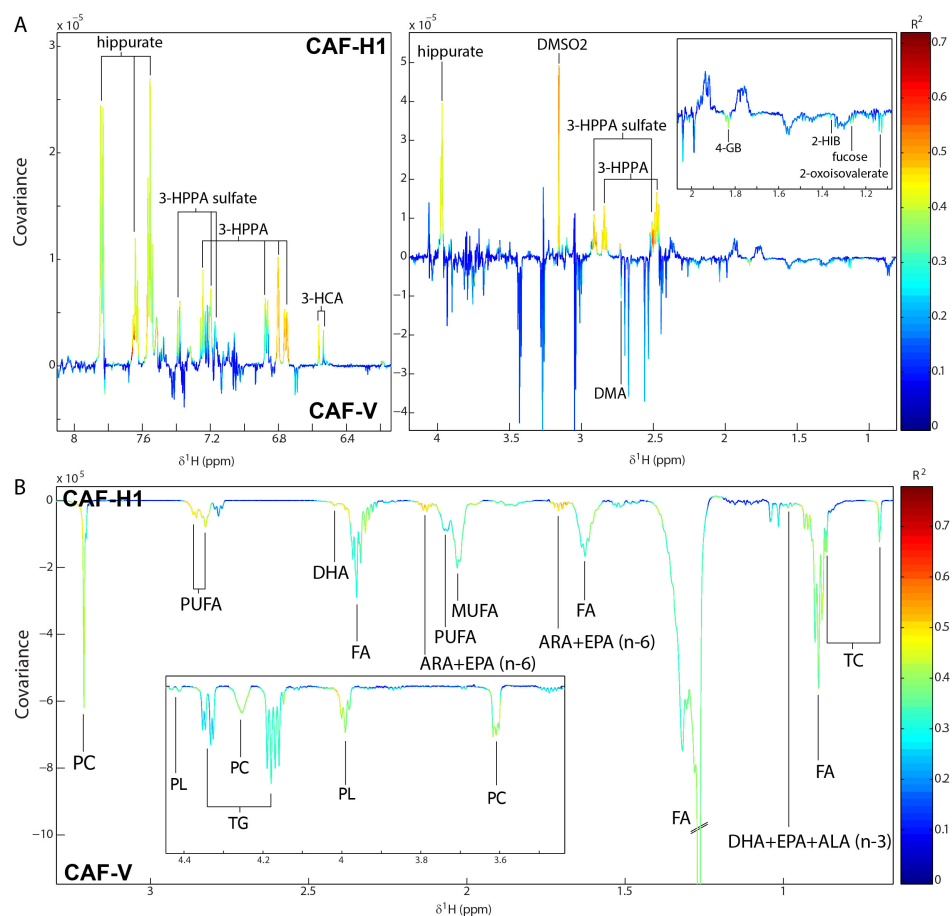 A
x 10⁻⁵
CAF-H1
hippurate
3-HPPA sulfate
3-HPPA
3-HCA
3
2
1
0
Covariance
CAF-V
8
7.6
7.2
6.8
6.4
δ¹H (ppm)
x 10⁻⁵
hippurate
DMSO2
3-HPPA sulfate
3-HPPA
DMA
4-GB
2-HIB
fucose
2-oxoisovalerate
2
1.8
1.6
1.4
1.2
5
4
3
2
1
0
−1
−2
−3
−4
4
3.5
3
2.5
2
1.5
1
δ¹H (ppm)
R²
0.7
0.6
0.5
0.4
0.3
0.2
0.1
0
B
x 10⁵
CAF-H1
0
−2
−4
−6
−8
−10
Covariance
PC
PUFA
DHA
FA
ARA+EPA (n-6)
PUFA
MUFA
ARA+EPA (n-6)
FA
FA
DHA+EPA+ALA (n-3)
FA
TC
PL
TG
PC
PL
PC
4.4
4.2
4
3.8
3.6
CAF-V
3
2.5
2
1.5
1
δ¹H (ppm)
R²
0.7
0.6
0.5
0.4
0.3
0.2
0.1
0